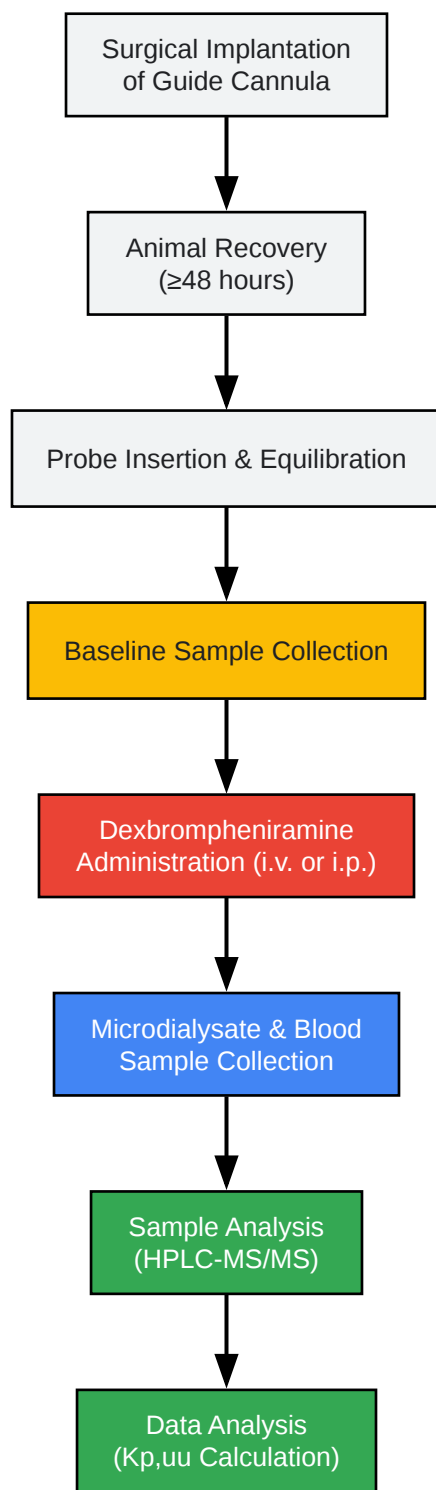 Surgical Implantation
of Guide Cannula
Animal Recovery
(≥48 hours)
Probe Insertion & Equilibration
Baseline Sample Collection
Dexbrompheniramine
Administration (i.v. or i.p.)
Microdialysate & Blood
Sample Collection
Sample Analysis
(HPLC-MS/MS)
Data Analysis
(Kp,uu Calculation)